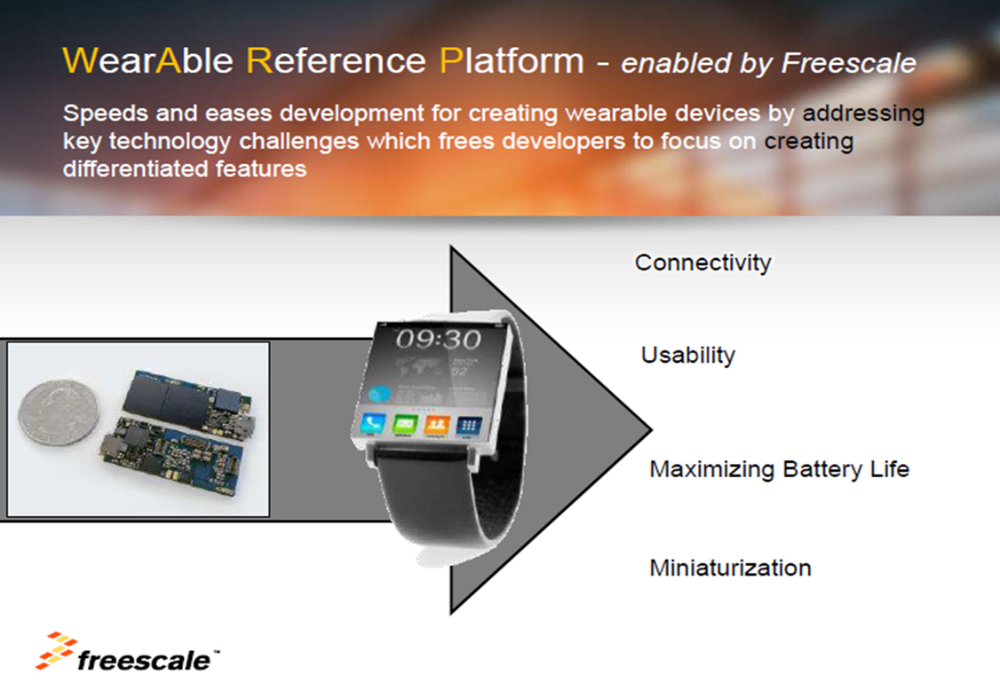 WearAble Reference Platform - enabled by Freescale
Speeds and eases development for creating wearable devices by addressing
key technology challenges which frees developers to focus on creating
differentiated features
Connectivity
09:30
52
Usability
Maximizing Battery Life
Miniaturization
freescale™